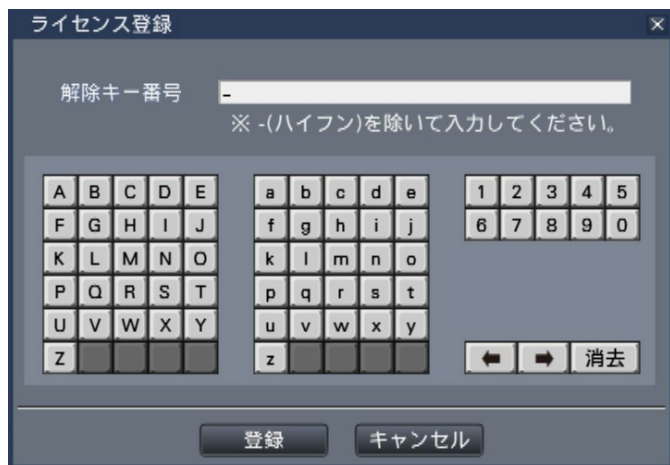 ライセンス登録 ×
解除キー番号 _
※ -(ハイフン)を除いて入力してください。
A B C D E a b c d e 1 2 3 4 5
F G H I J f g h i j 6 7 8 9 0
K L M N O k l m n o
P Q R S T p q r s t
U V W X Y u v w x y
Z z ← → 消去
登録 キャンセル